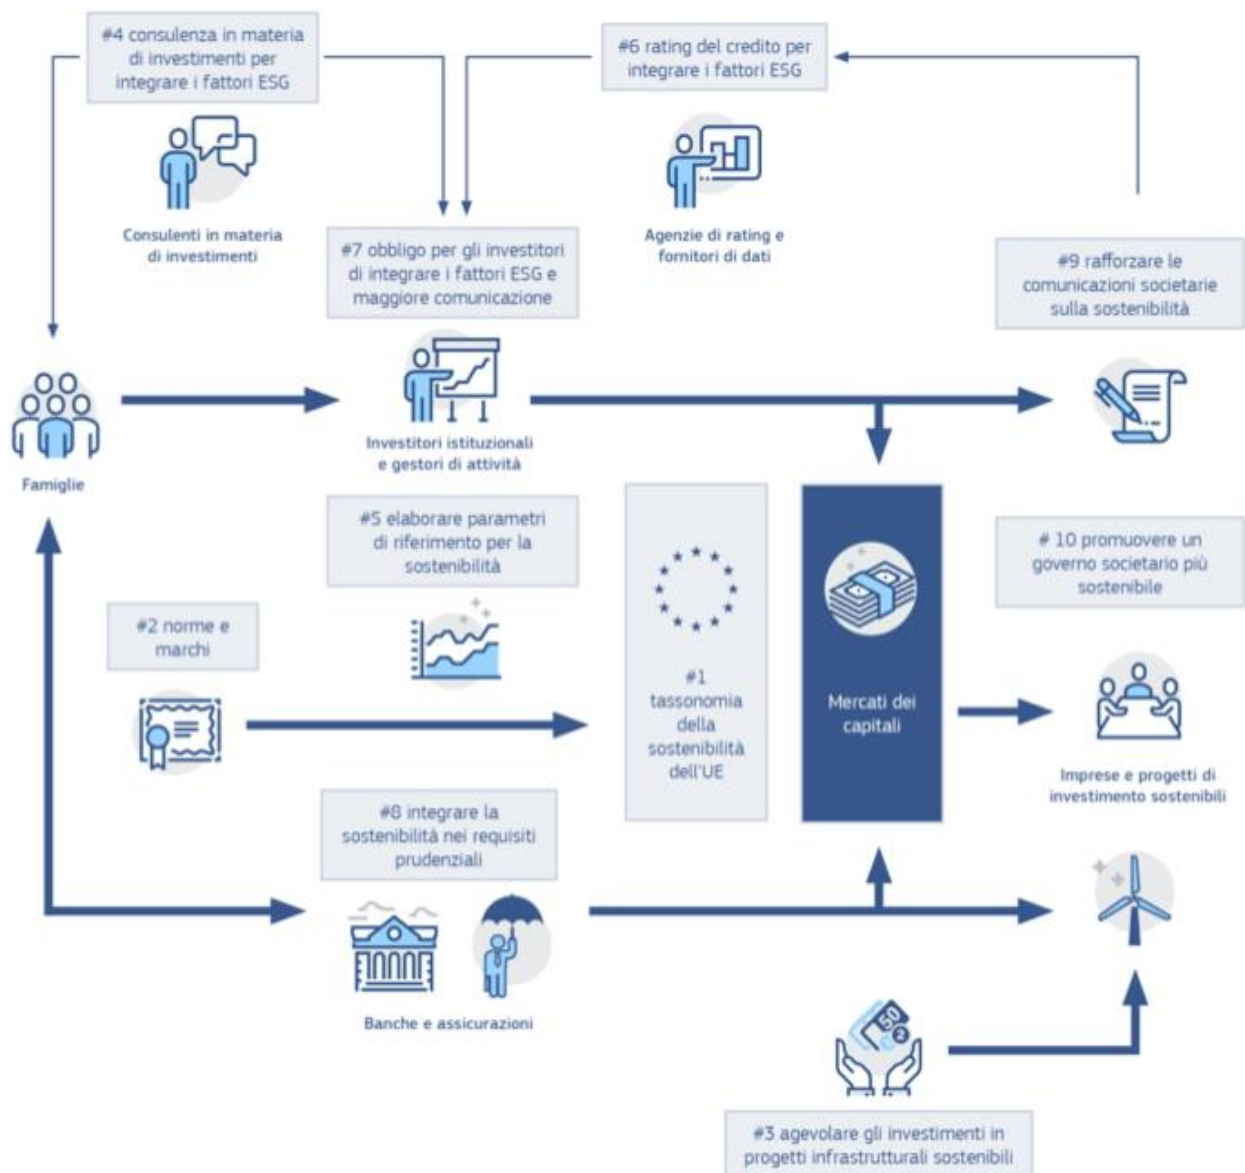 #4 consulenza in materia
di investimenti per
integrare i fattori ESG
#6 rating del credito per
integrare i fattori ESG
Consulenti in materia
di investimenti
Agenzie di rating e
fornitori di dati
#7 obbligo per gli investitori
di integrare i fattori ESG e
maggiore comunicazione
#9 rafforzare le
comunicazioni societarie
sulla sostenibilità
Famiglie
Investitori istituzionali
e gestori di attività
#5 elaborare parametri
di riferimento per la
sostenibilità
# 10 promuovere un
governo societario più
sostenibile
#2 norme e
marchi
#1
tassonomia
della
sostenibilità
dell'UE
Mercati dei
capitali
Imprese e progetti di
investimento sostenibili
#8 integrare la
sostenibilità nei requisiti
prudenziali
Banche e assicurazioni
50
2
#3 agevolare gli investimenti in
progetti infrastrutturali sostenibili